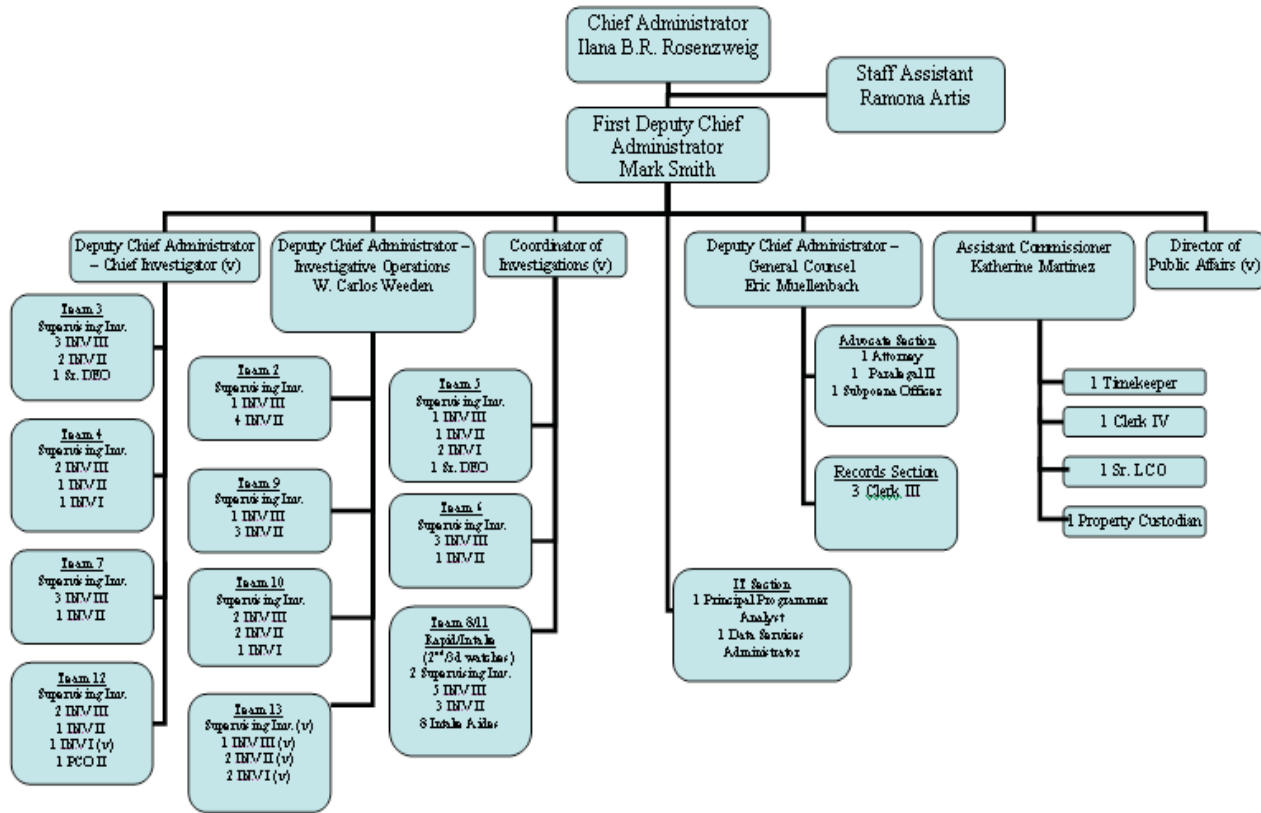 Chief Administrator
Ilana B.R. Rosenzweig
Staff Assistant
Ramona Artis
First Deputy Chief
Administrator
Mark Smith
Deputy Chief Administrator
– Chief Investigator (v)
Team 3
Supervising Inv.
3 INV III
2 INV II
1 Sr. DEO
Team 4
Supervising Inv.
2 INV III
1 INV II
1 INV I
Team 7
Supervising Inv.
3 INV III
1 INV II
Team 12
Supervising Inv.
2 INV III
1 INV II
1 INV I (v)
1 PCO II
Deputy Chief Administrator –
Investigative Operations
W. Carlos Weeden
Team 2
Supervising Inv.
1 INV III
4 INV II
Team 9
Supervising Inv.
1 INV III
3 INV II
Team 10
Supervising Inv.
2 INV III
2 INV II
1 INV I
Team 13
Supervising Inv. (v)
1 INV III (v)
2 INV II (v)
2 INV I (v)
Coordinator of
Investigations (v)
Team 5
Supervising Inv.
1 INV III
1 INV II
2 INV I
1 Sr. DEO
Team 6
Supervising Inv.
3 INV III
1 INV II
Team 8/11
Rapid/Intake
(2nd/3d watches)
2 Supervising Inv.
5 INV III
3 INV II
8 Intake Aides
IT Section
1 Principal Programmer
Analyst
1 Data Services
Administrator
Deputy Chief Administrator –
General Counsel
Eric Muellenbach
Advocate Section
1 Attorney
1 Paralegal II
1 Subpoena Officer
Records Section
3 Clerk III
Assistant Commissioner
Katherine Martinez
1 Timekeeper
1 Clerk IV
1 Sr. LCO
1 Property Custodian
Director of
Public Affairs (v)